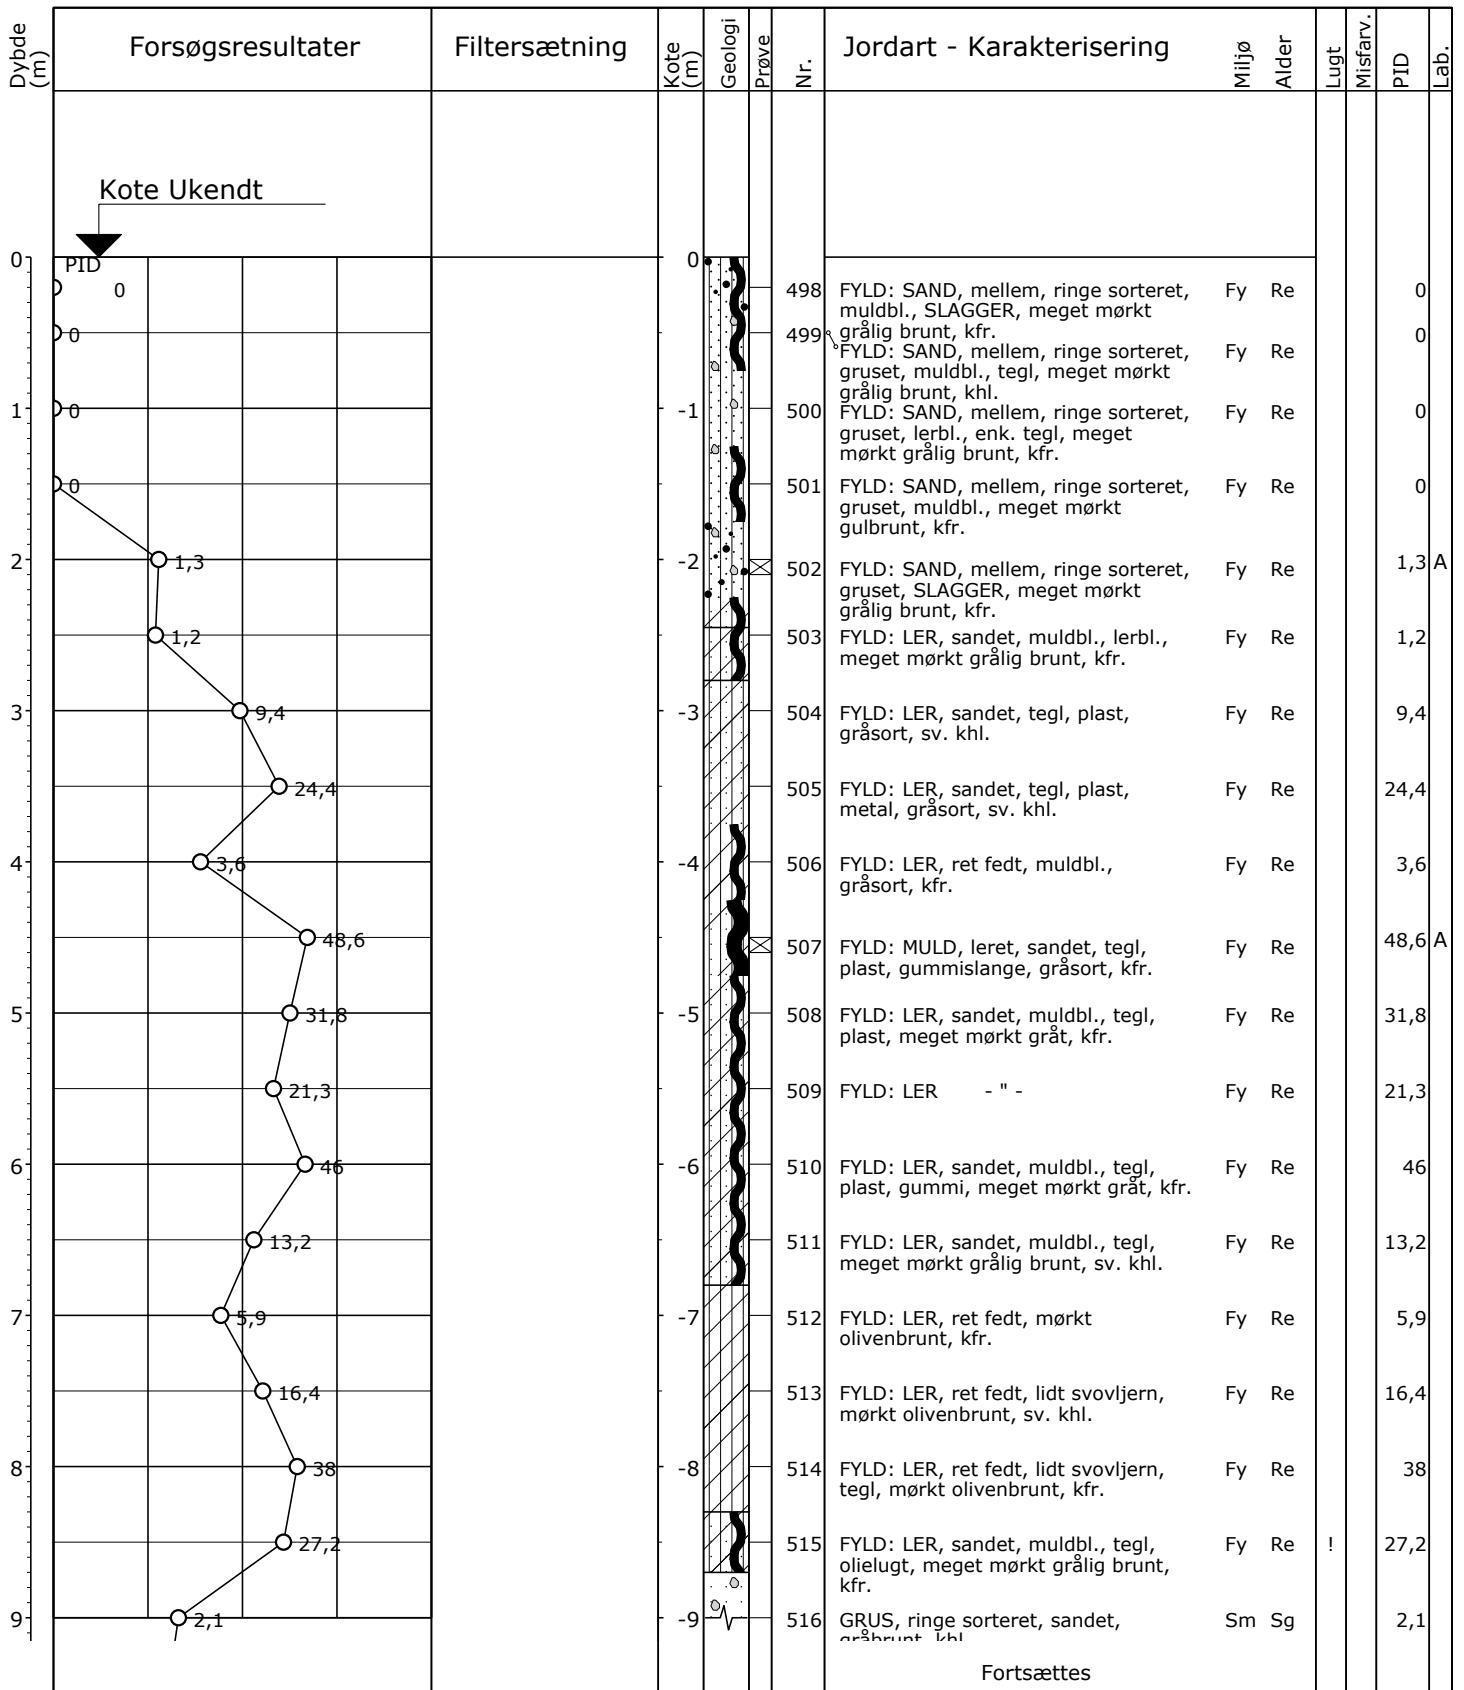 Dybde (m) Forsøgsresultater Filtersætning Kote (m) Geologi Prøve Nr. Jordart - Karakterisering Miljø Alder Lugt Misfarv. PID Lab.
Kote Ukendt
0 PID 0
0 498 FYLD: SAND, mellem, ringe sorteret, Fy Re 0
muldbl., SLAGGER, meget mørkt
grålig brunt, kfr.
0 499 FYLD: SAND, mellem, ringe sorteret, Fy Re 0
gruset, muldbl., tegl, meget mørkt
grålig brunt, khl.
1 0 -1 500 FYLD: SAND, mellem, ringe sorteret, Fy Re 0
gruset, lerbl., enk. tegl, meget
mørkt grålig brunt, kfr.
0 501 FYLD: SAND, mellem, ringe sorteret, Fy Re 0
gruset, muldbl., meget mørkt
gulbrunt, kfr.
2 1,3 -2 502 FYLD: SAND, mellem, ringe sorteret, Fy Re 1,3 A
gruset, SLAGGER, meget mørkt
grålig brunt, kfr.
1,2 503 FYLD: LER, sandet, muldbl., lerbl., Fy Re 1,2
meget mørkt grålig brunt, kfr.
3 9,4 -3 504 FYLD: LER, sandet, tegl, plast, Fy Re 9,4
gråsort, sv. khl.
24,4 505 FYLD: LER, sandet, tegl, plast, Fy Re 24,4
metal, gråsort, sv. khl.
4 3,6 -4 506 FYLD: LER, ret fedt, muldbl., Fy Re 3,6
gråsort, kfr.
48,6 507 FYLD: MULD, leret, sandet, tegl, Fy Re 48,6 A
plast, gummislange, gråsort, kfr.
5 31,8 -5 508 FYLD: LER, sandet, muldbl., tegl, Fy Re 31,8
plast, meget mørkt gråt, kfr.
21,3 509 FYLD: LER - " - Fy Re 21,3
6 46 -6 510 FYLD: LER, sandet, muldbl., tegl, Fy Re 46
plast, gummi, meget mørkt gråt, kfr.
13,2 511 FYLD: LER, sandet, muldbl., tegl, Fy Re 13,2
meget mørkt grålig brunt, sv. khl.
7 5,9 -7 512 FYLD: LER, ret fedt, mørkt Fy Re 5,9
olivenbrunt, kfr.
16,4 513 FYLD: LER, ret fedt, lidt svovljern, Fy Re 16,4
mørkt olivenbrunt, sv. khl.
8 38 -8 514 FYLD: LER, ret fedt, lidt svovljern, Fy Re 38
tegl, mørkt olivenbrunt, kfr.
27,2 515 FYLD: LER, sandet, muldbl., tegl, Fy Re ! 27,2
olielugt, meget mørkt grålig brunt,
kfr.
9 2,1 -9 516 GRUS, ringe sorteret, sandet, Sm Sg 2,1
gråbrunt, khl
Fortsættes